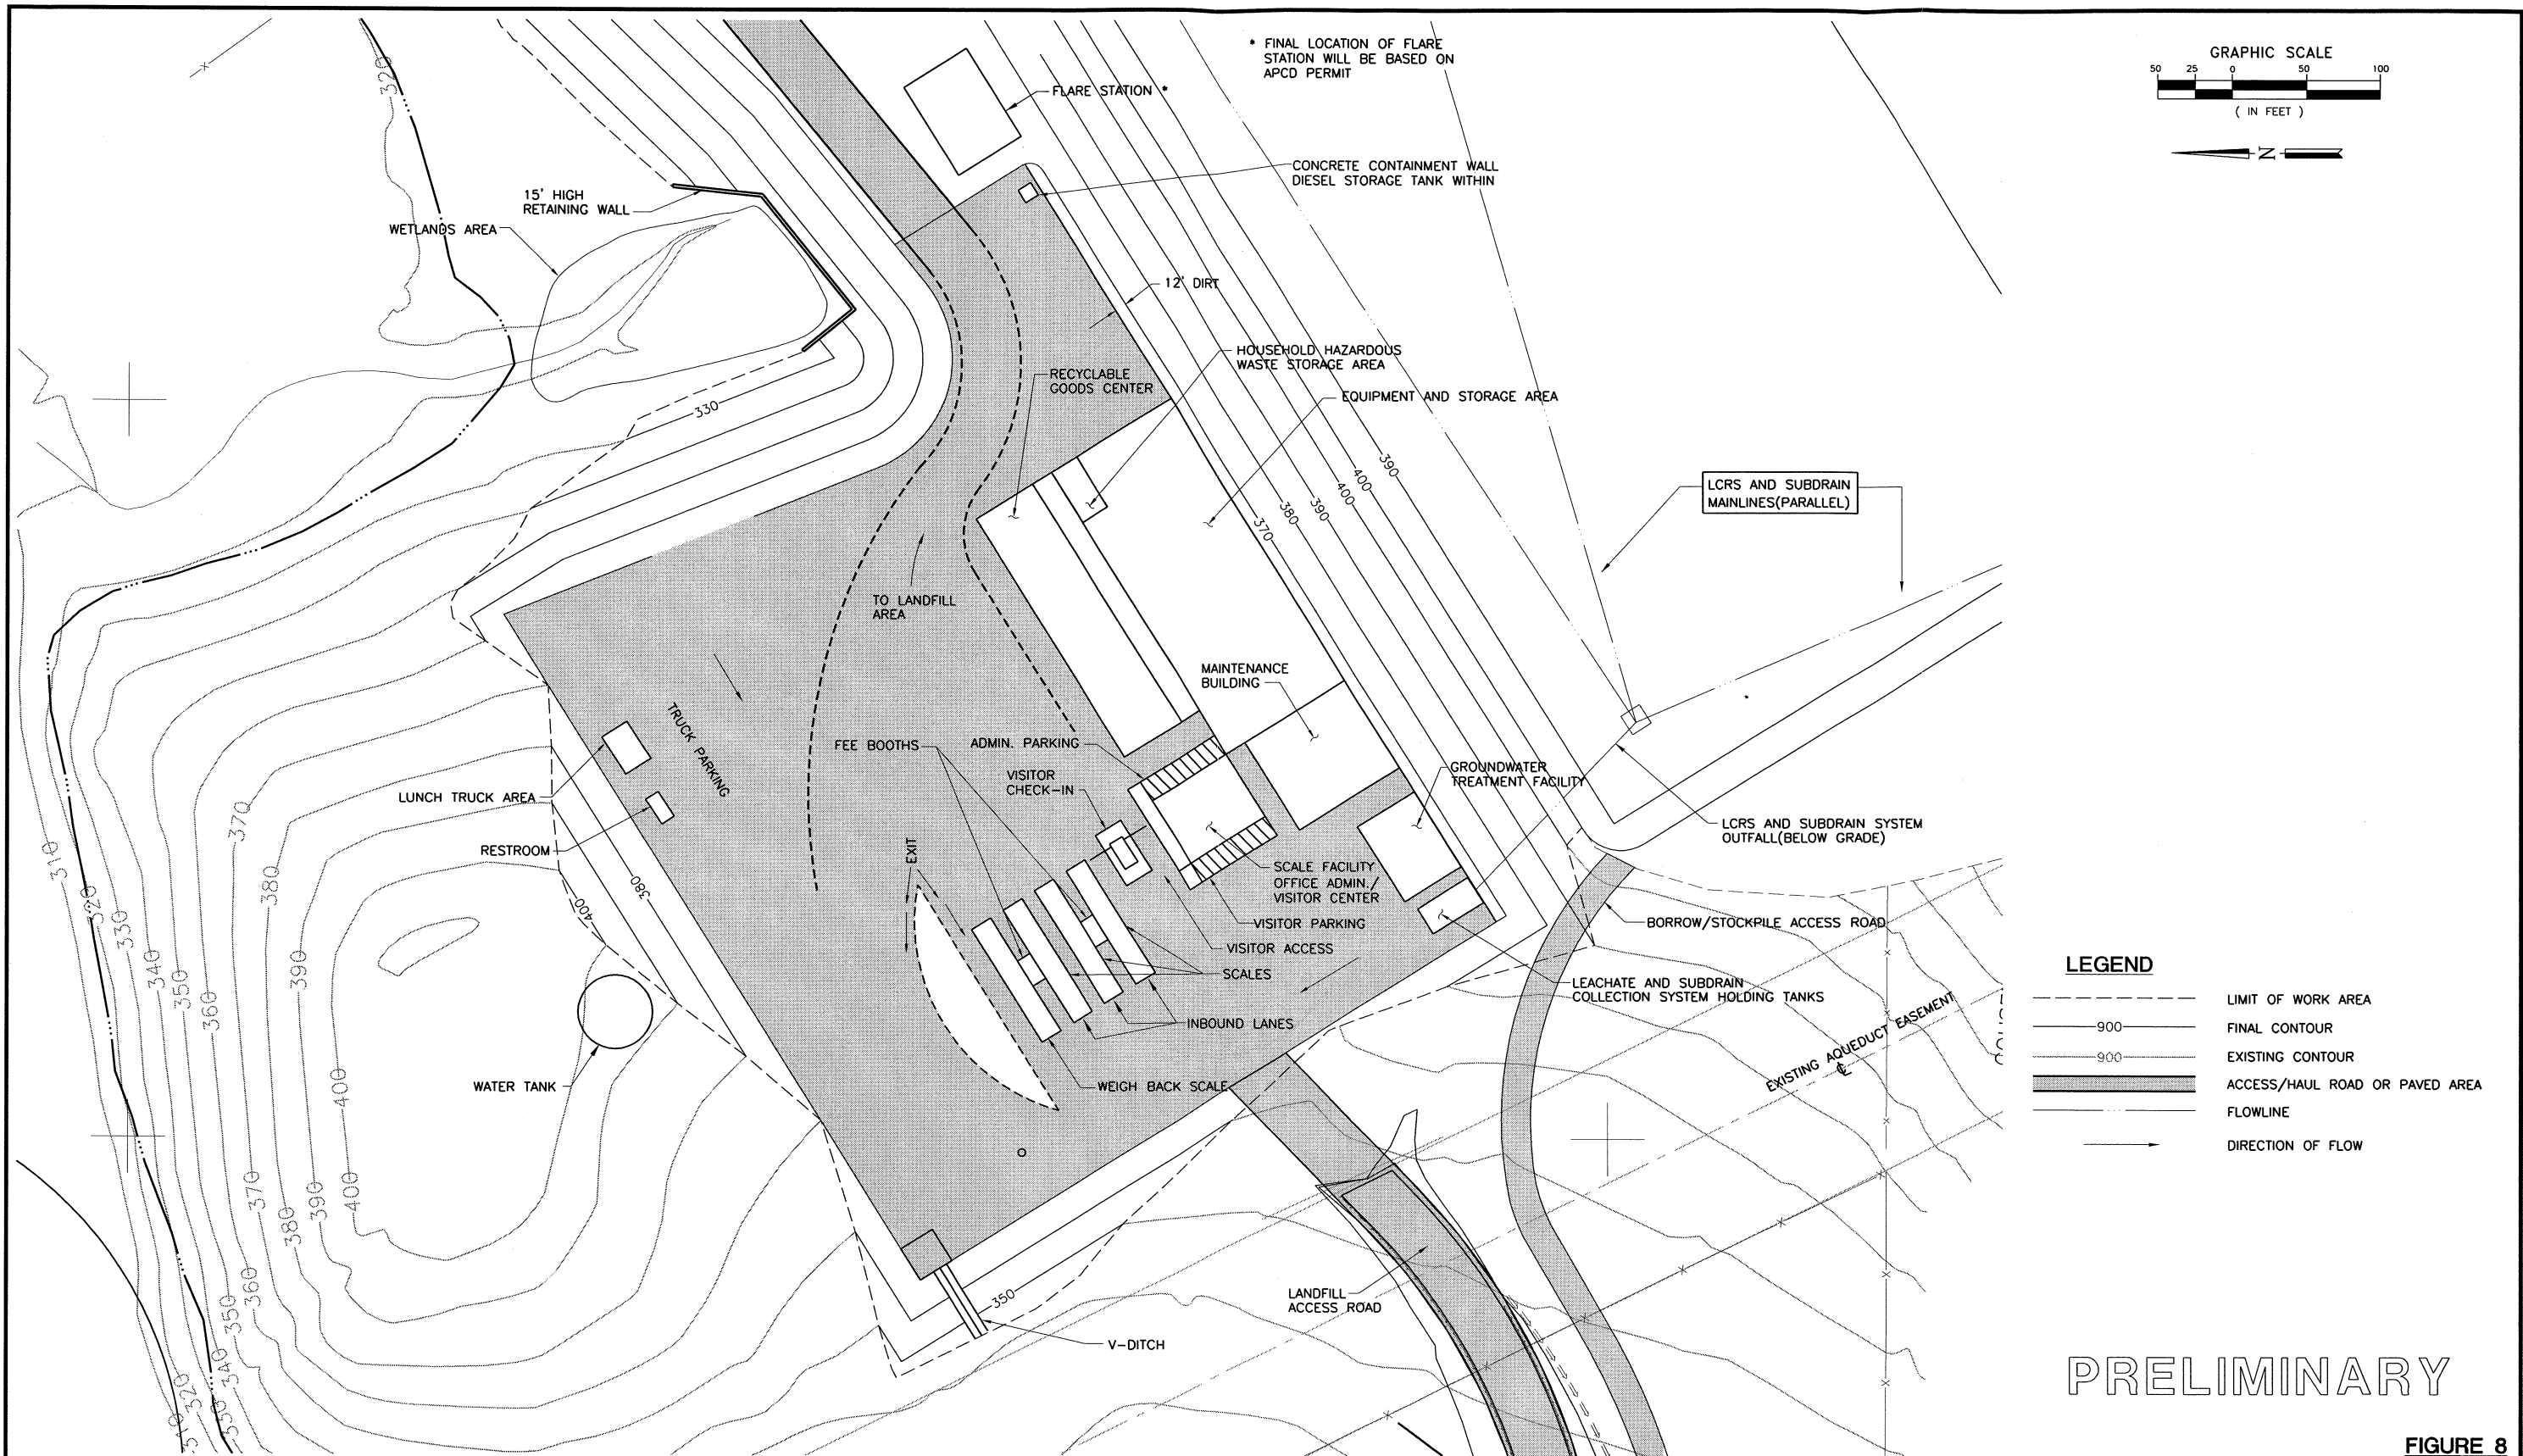 * FINAL LOCATION OF FLARE
STATION WILL BE BASED ON
APCD PERMIT
GRAPHIC SCALE
50 25 0 50 100
( IN FEET )
N
FLARE STATION *
CONCRETE CONTAINMENT WALL
DIESEL STORAGE TANK WITHIN
15' HIGH
RETAINING WALL
WETLANDS AREA
320
12' DIRT
HOUSEHOLD HAZARDOUS
WASTE STORAGE AREA
RECYCLABLE
GOODS CENTER
EQUIPMENT AND STORAGE AREA
330
390
400
400
390
380
370
LCRS AND SUBDRAIN
MAINLINES(PARALLEL)
TO LANDFILL
AREA
MAINTENANCE
BUILDING
TRUCK PARKING
FEE BOOTHS
ADMIN. PARKING
VISITOR
CHECK-IN
GROUNDWATER
TREATMENT FACILITY
LUNCH TRUCK AREA
RESTROOM
LCRS AND SUBDRAIN SYSTEM
OUTFALL(BELOW GRADE)
EXIT
SCALE FACILITY
OFFICE ADMIN./
VISITOR CENTER
VISITOR PARKING
BORROW/STOCKPILE ACCESS ROAD
VISITOR ACCESS
SCALES
LEACHATE AND SUBDRAIN
COLLECTION SYSTEM HOLDING TANKS
INBOUND LANES
EXISTING AQUEDUCT EASEMENT
℄
WATER TANK
WEIGH BACK SCALE
380
400
310
320
330
340
350
360
370
380
390
400
400
390
380
370
360
350
340
330
320
310
350
LANDFILL
ACCESS ROAD
V-DITCH
LEGEND
LIMIT OF WORK AREA
900 FINAL CONTOUR
900 EXISTING CONTOUR
ACCESS/HAUL ROAD OR PAVED AREA
FLOWLINE
DIRECTION OF FLOW
PRELIMINARY
FIGURE 8